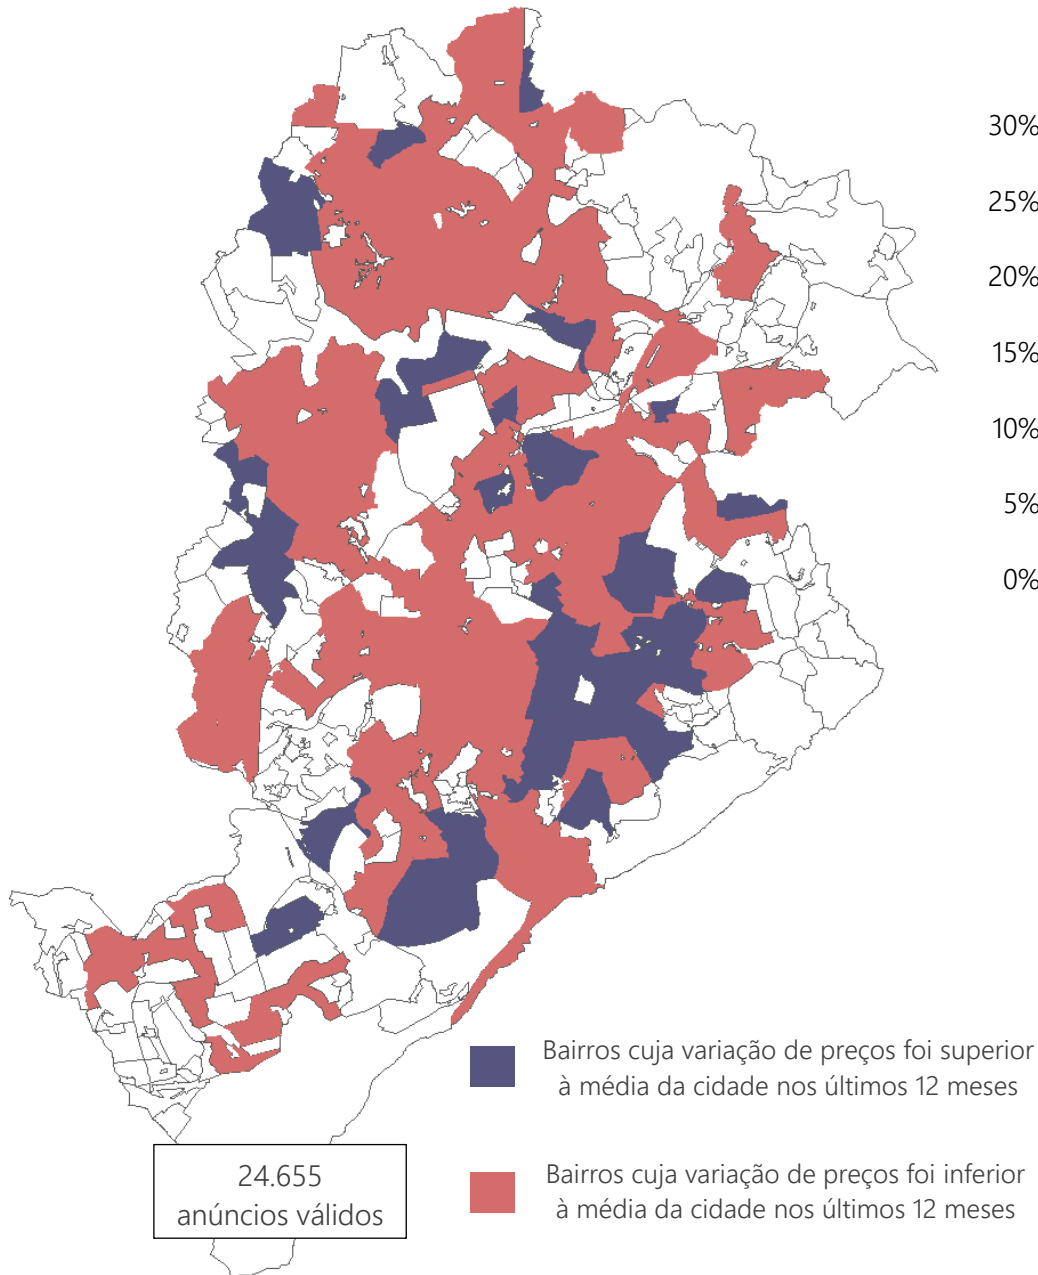 30%
25%
20%
15%
10%
5%
0%
Bairros cuja variação de preços foi superior
à média da cidade nos últimos 12 meses
24.655
anúncios válidos
Bairros cuja variação de preços foi inferior
à média da cidade nos últimos 12 meses